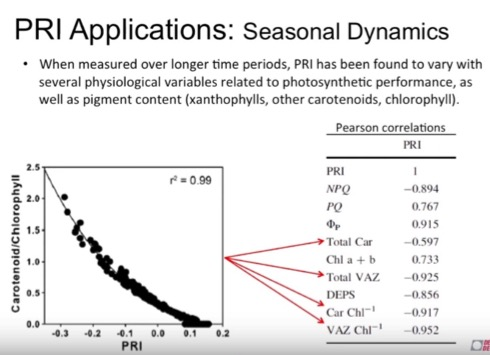 PRI Applications: Seasonal Dynamics
• When measured over longer time periods, PRI has been found to vary with
several physiological variables related to photosynthetic performance, as
well as pigment content (xanthophylls, other carotenoids, chlorophyll).
Pearson correlations
PRI
PRI 1
NPQ −0.894
PQ 0.767
ΦP 0.915
Total Car −0.597
Chl a + b 0.733
Total VAZ −0.925
DEPS −0.856
Car Chl⁻¹ −0.917
VAZ Chl⁻¹ −0.952
r² = 0.99
Carotenoid/Chlorophyll
2.5
2.0
1.5
1.0
0.5
0.0
-0.3 -0.2 -0.1 0.0 0.1 0.2
PRI